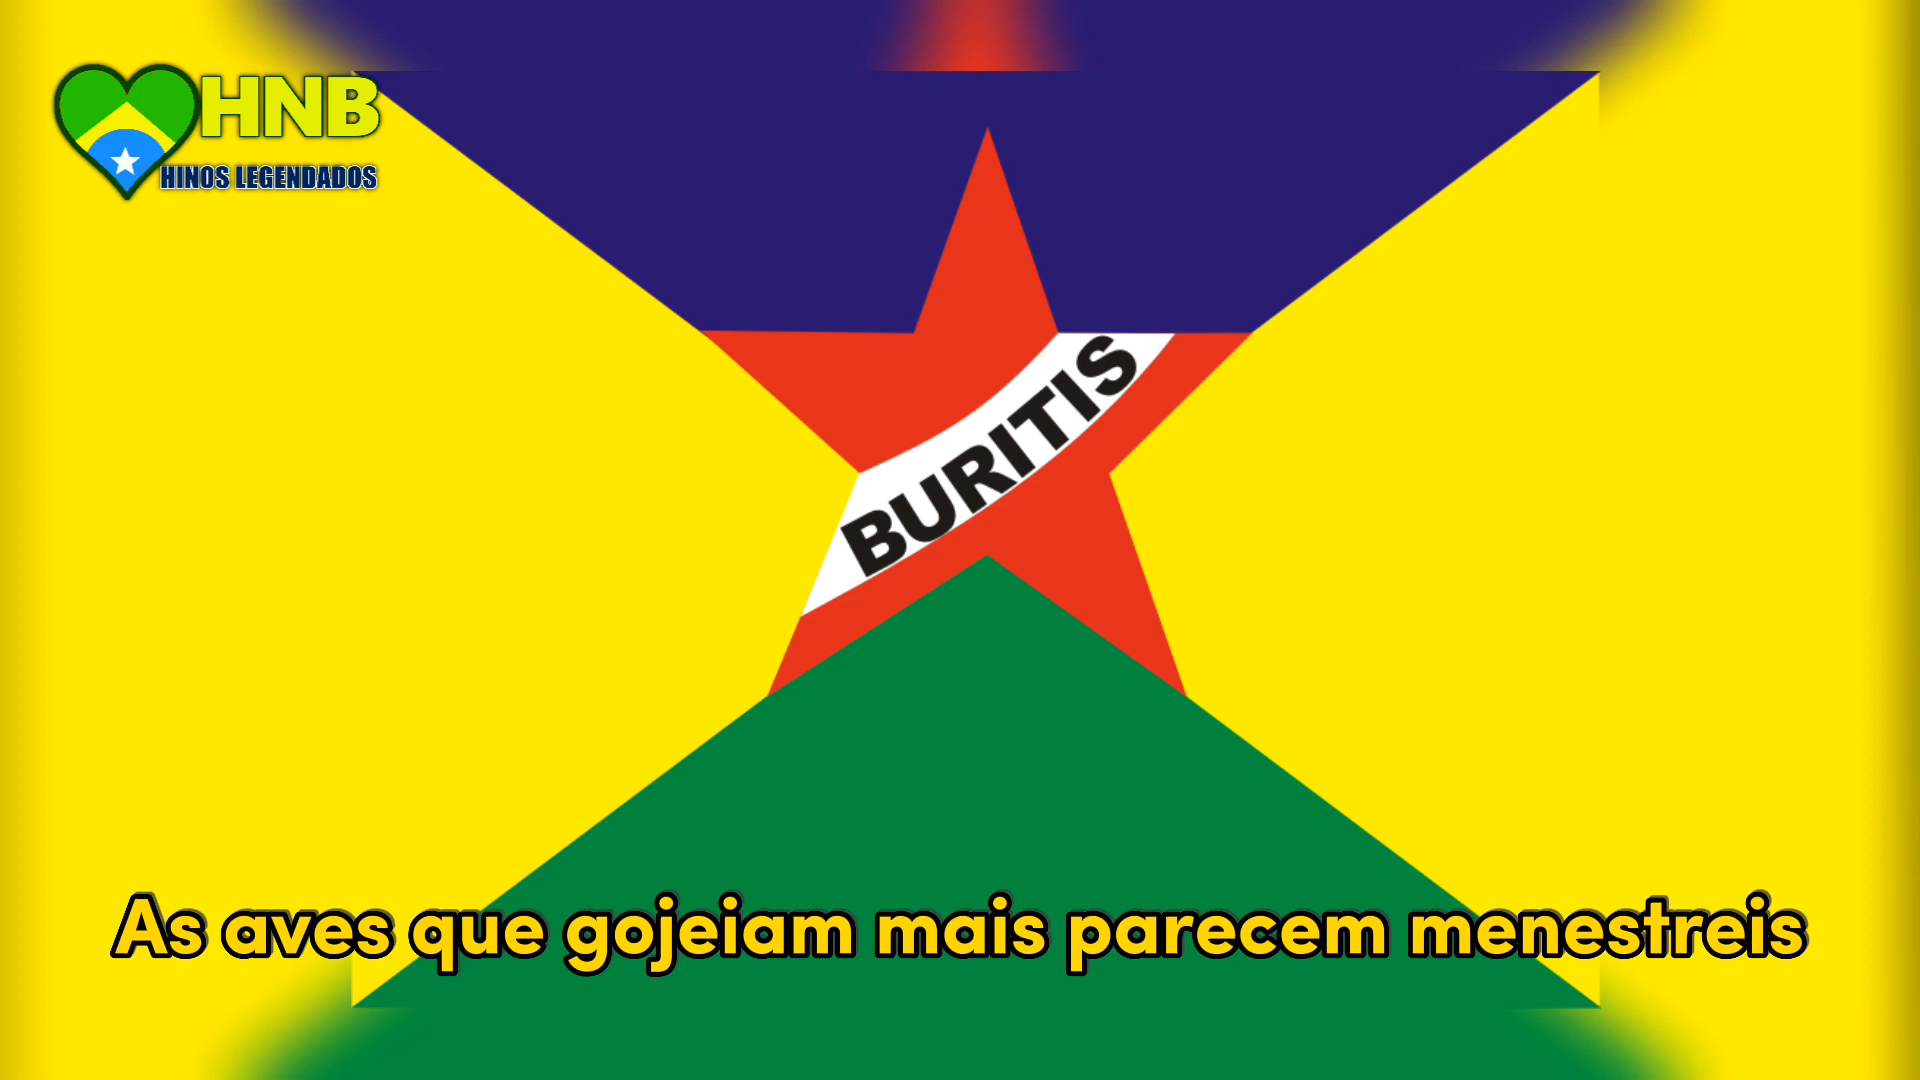 HNB
HINOS LEGENDADOS
BURITIS
As aves que gojeiam mais parecem menestreis